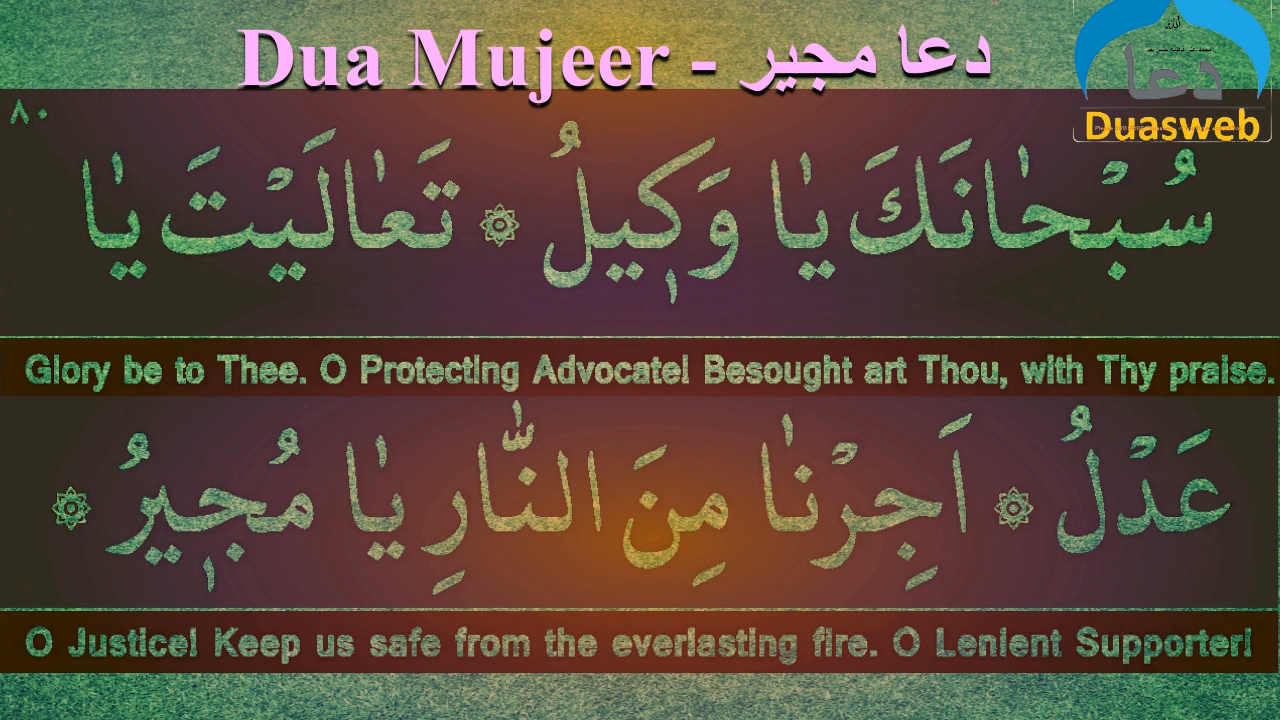 Dua Mujeer - دعا مجير
دعا
Duasweb
٨٠
سُبْحٰانَكَ يٰا وَكٖيلُ ۞ تَعٰالَيْتَ يٰا
Glory be to Thee. O Protecting Advocate! Besought art Thou, with Thy praise.
عَدْلُ ۞ اَجِرْنٰا مِنَ النّٰارِ يٰا مُجٖيرُ ۞
O Justice! Keep us safe from the everlasting fire. O Lenient Supporter!